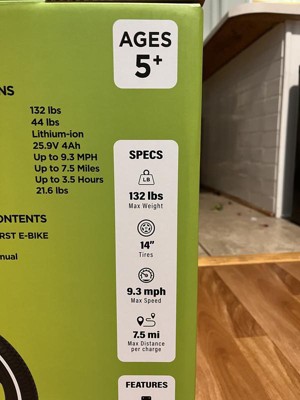 NS
132 lbs
44 lbs
Lithium-ion
25.9V 4Ah
Up to 9.3 MPH
Up to 7.5 Miles
Up to 3.5 Hours
21.6 lbs
ONTENTS
RST E-BIKE
nual
AGES
5+
SPECS
LB
132 lbs
Max Weight
14"
Tires
9.3 mph
Max Speed
7.5 mi
Max Distance
per charge
FEATURES